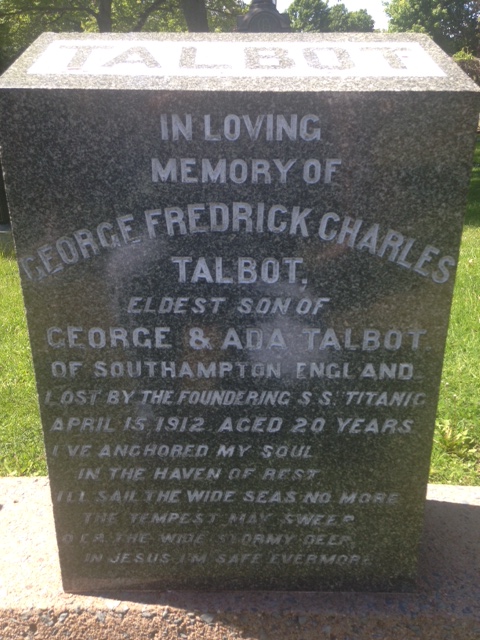 TALBOT
IN LOVING
MEMORY OF
GEORGE FREDRICK CHARLES
TALBOT,
ELDEST SON OF
GEORGE & ADA TALBOT
OF SOUTHAMPTON ENGLAND.
LOST BY THE FOUNDERING S.S. "TITANIC
APRIL 15, 1912, AGED 20 YEARS
I'VE ANCHORED MY SOUL
IN THE HAVEN OF REST
I'LL SAIL THE WIDE SEAS NO MORE
THE TEMPEST MAY SWEEP
O'ER THE WIDE STORMY DEEP,
IN JESUS I'M SAFE EVERMORE